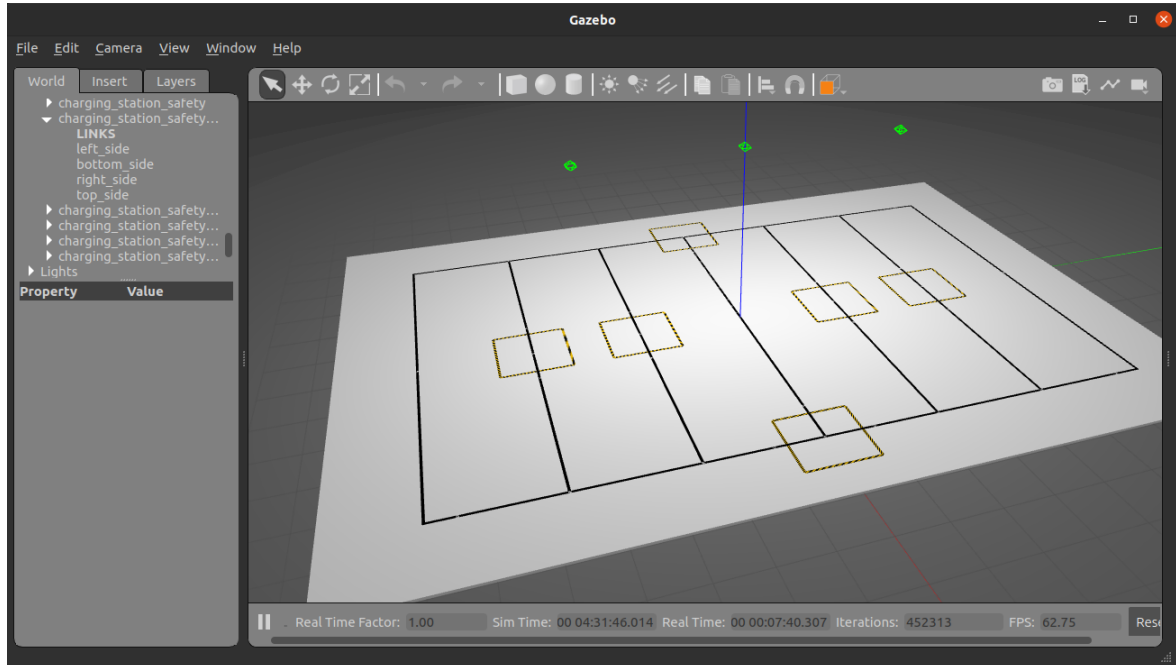 Gazebo
File Edit Camera View Window Help
World Insert Layers
charging_station_safety
charging_station_safety...
LINKS
left_side
bottom_side
right_side
top_side
charging_station_safety...
charging_station_safety...
charging_station_safety...
charging_station_safety...
Lights
Property Value
LOG
Real Time Factor: 1.00 Sim Time: 00 04:31:46.014 Real Time: 00 00:07:40.307 Iterations: 452313 FPS: 62.75 Rese